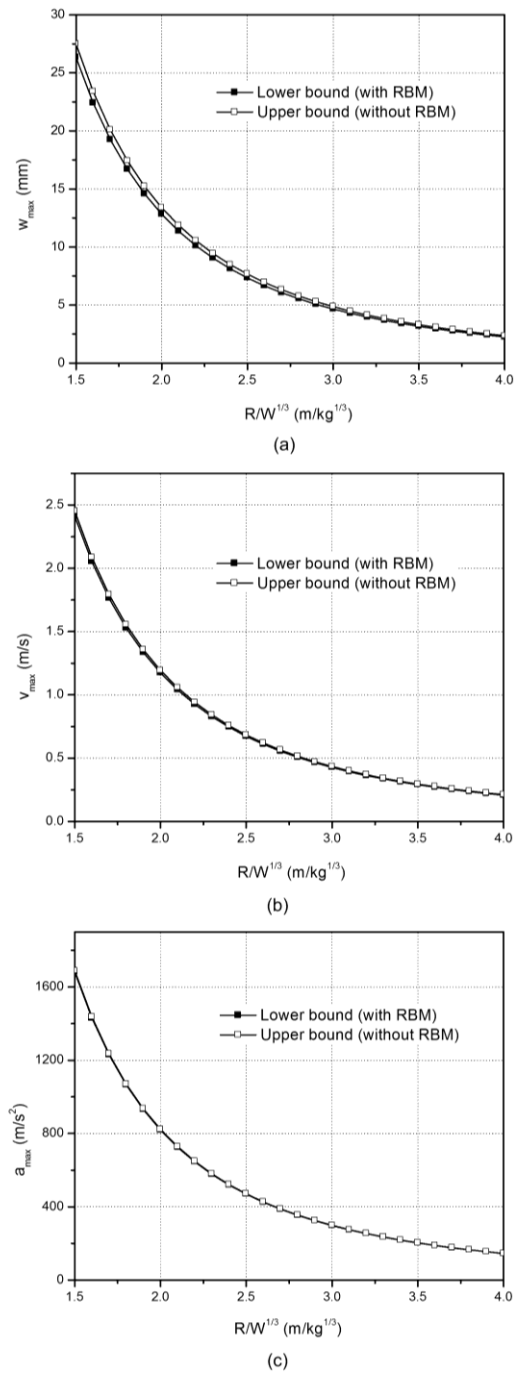 30
25
20
15
10
5
0
w_max (mm)
Lower bound (with RBM)
Upper bound (without RBM)
1.5 2.0 2.5 3.0 3.5 4.0
R/W^1/3 (m/kg^1/3)
(a)
2.5
2.0
1.5
1.0
0.5
0.0
v_max (m/s)
Lower bound (with RBM)
Upper bound (without RBM)
1.5 2.0 2.5 3.0 3.5 4.0
R/W^1/3 (m/kg^1/3)
(b)
1600
1200
800
400
0
a_max (m/s²)
Lower bound (with RBM)
Upper bound (without RBM)
1.5 2.0 2.5 3.0 3.5 4.0
R/W^1/3 (m/kg^1/3)
(c)